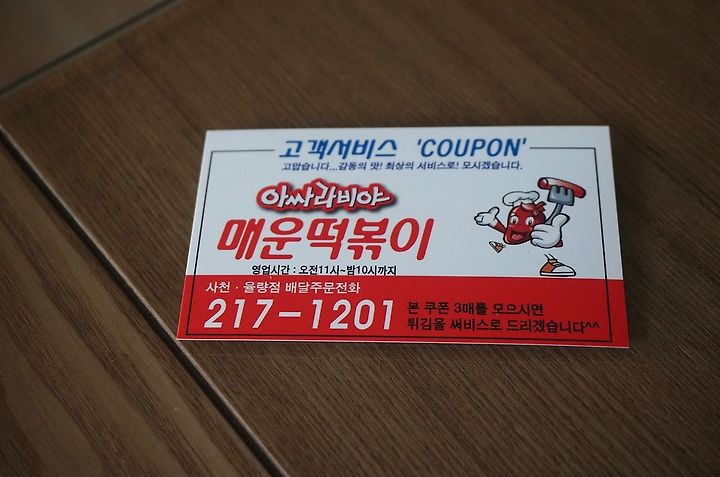 고객서비스 'COUPON'
고맙습니다...감동의 맛! 최상의 서비스로! 모시겠습니다.
아싸라비야
매운떡볶이
영업시간 : 오전11시~밤10시까지
사천 · 율량점 배달주문전화
217-1201
본 쿠폰 3매를 모으시면
튀김을 써비스로 드리겠습니다^^